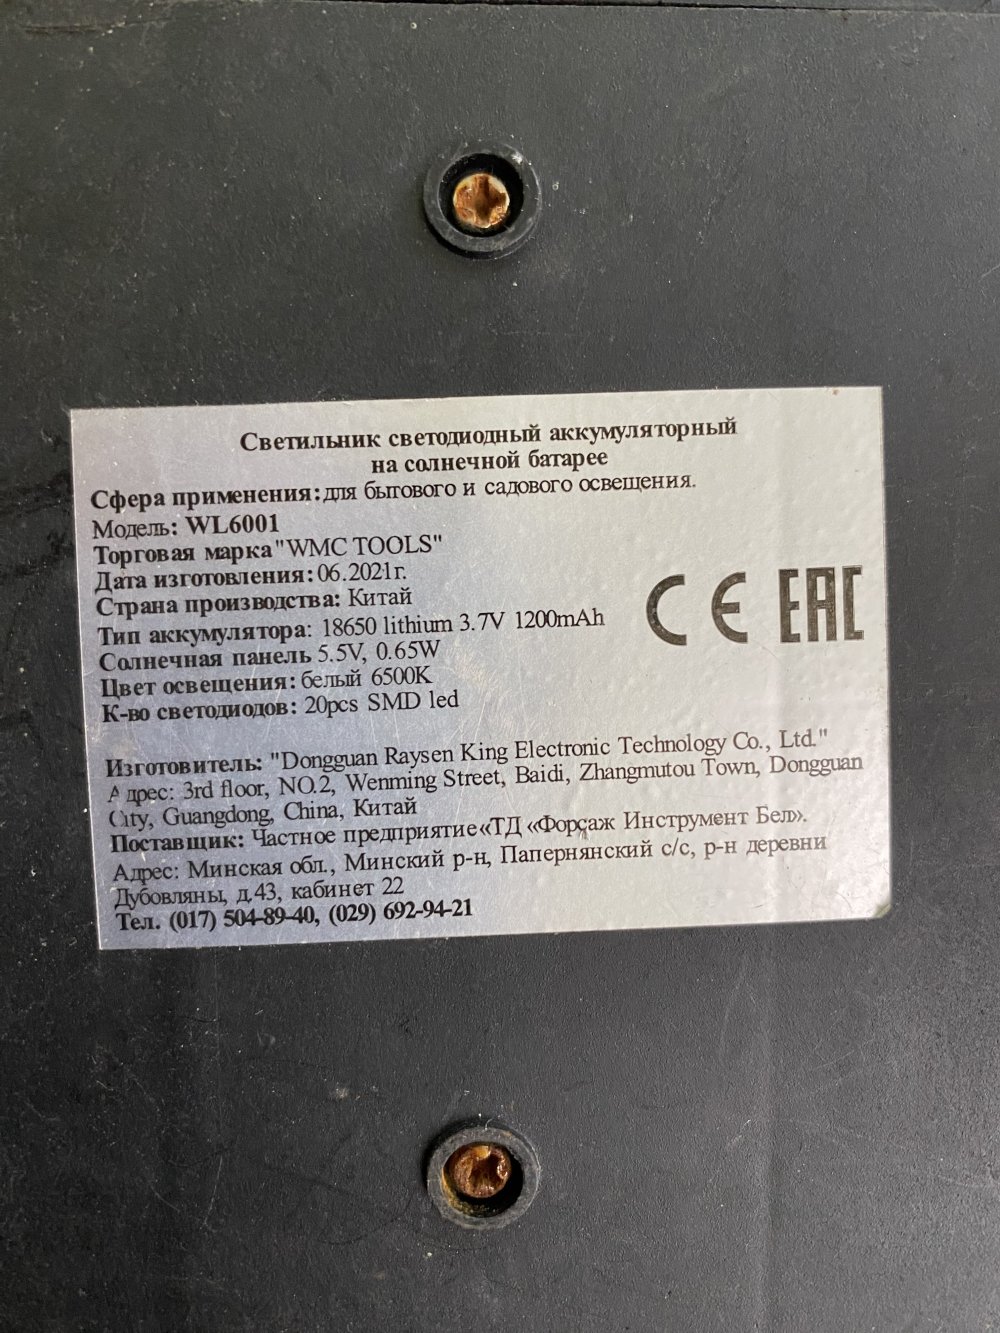 Светильник светодиодный аккумуляторный
на солнечной батарее
Сфера применения: для бытового и садового освещения.
Модель: WL6001
Торговая марка "WMC TOOLS"
Дата изготовления: 06.2021г.
Страна производства: Китай
Тип аккумулятора: 18650 lithium 3.7V 1200mAh
Солнечная панель 5.5V, 0.65W
Цвет освещения: белый 6500K
К-во светодиодов: 20pcs SMD led
CE EAC
Изготовитель: "Dongguan Raysen King Electronic Technology Co., Ltd."
Адрес: 3rd floor, NO.2, Wenming Street, Baidi, Zhangmutou Town, Dongguan
City, Guangdong, China, Китай
Поставщик: Частное предприятие «ТД «Форсаж Инструмент Бел».
Адрес: Минская обл., Минский р-н, Папернянский с/с, р-н деревни
Дубовляны, д.43, кабинет 22
Тел. (017) 504-89-40, (029) 692-94-21